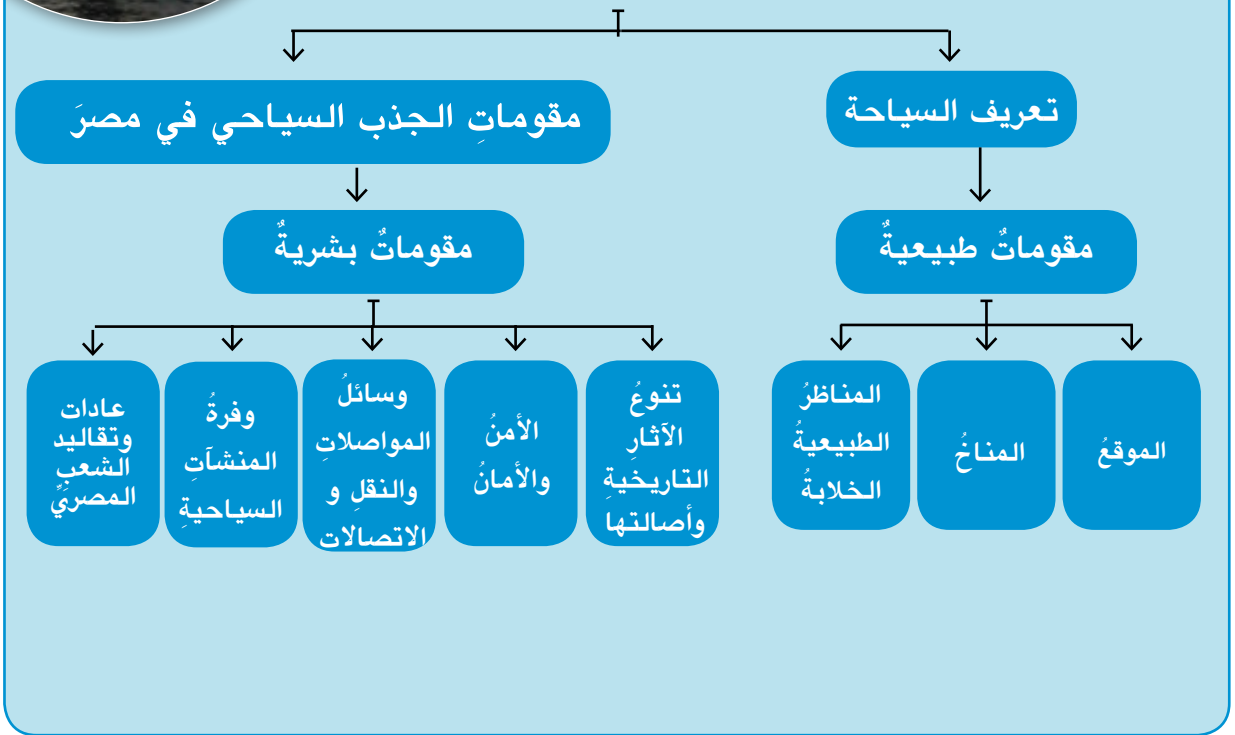 تعريف السياحة
مقوماتِ الجذب السياحي في مصرَ
مقوماتٌ طبيعيةٌ
مقوماتٌ بشريةٌ
الموقعُ
المناخُ
المناظرُ
الطبيعيةُ
الخلابةُ
تنوعُ
الآثارِ
التاريخيةِ
وأصالتها
الأمنُ
والأمانُ
وسائلُ
المواصلاتِ
والنقلِ و
الاتصالات
وفرةُ
المنشآتِ
السياحيةِ
عادات
وتقاليد
الشعبِ
المصريِّ